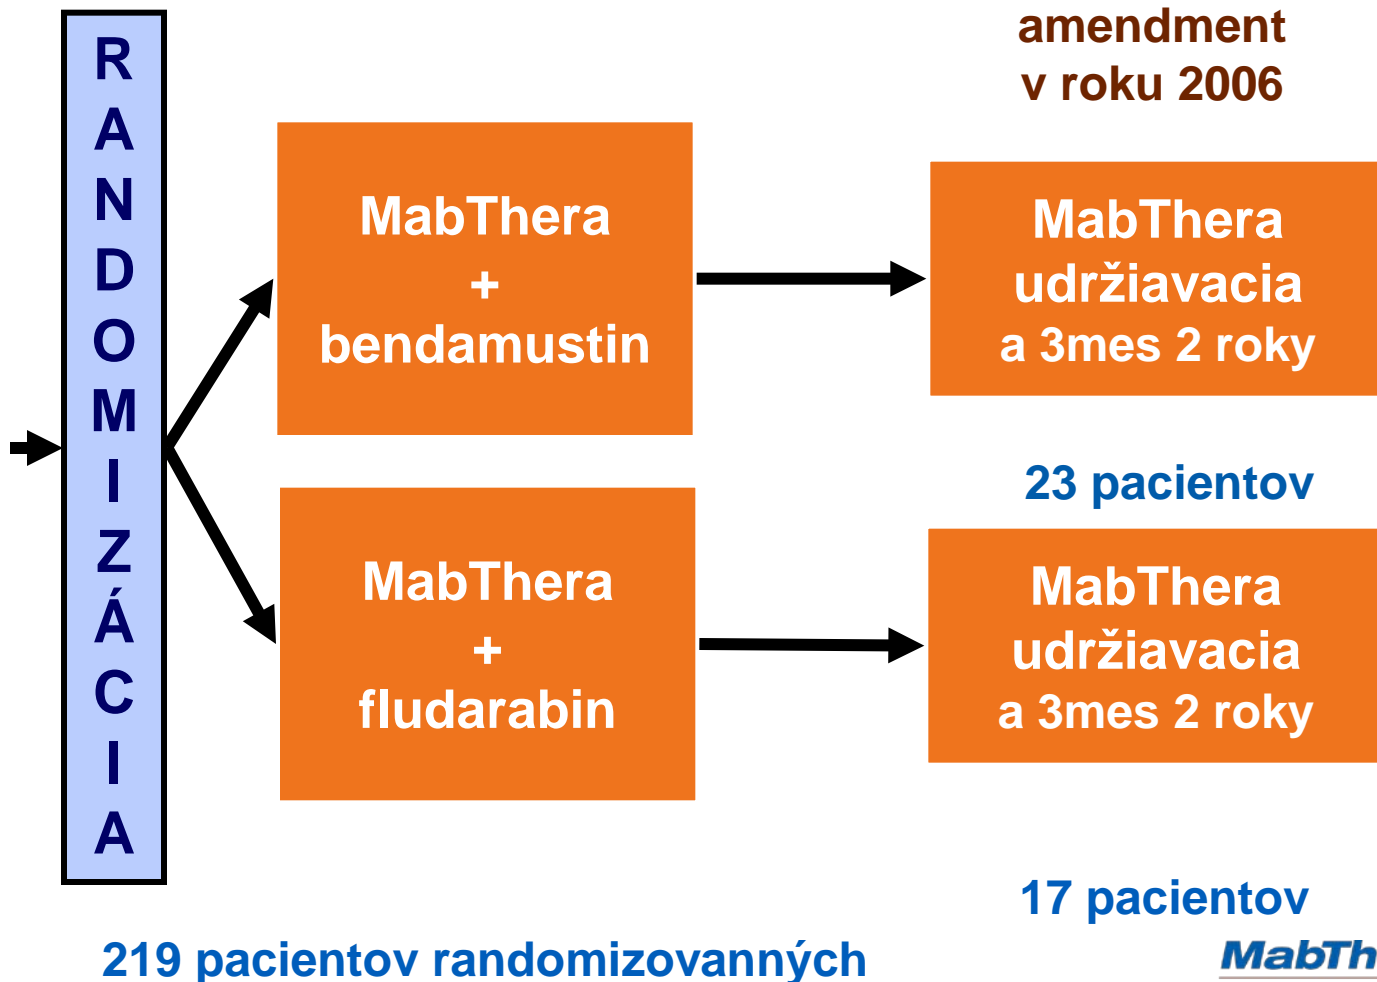 R
A
N
D
O
M
I
Z
Á
C
I
A
amendment
v roku 2006
MabThera
+
bendamustin
MabThera
udržiavacia
a 3mes 2 roky
23 pacientov
MabThera
+
fludarabin
MabThera
udržiavacia
a 3mes 2 roky
17 pacientov
219 pacientov randomizovanných
MabTh